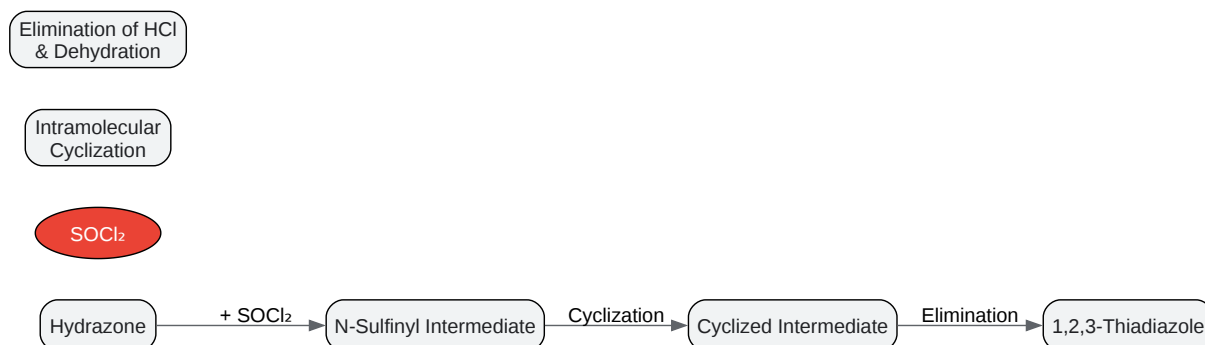 Elimination of HCl
& Dehydration
Intramolecular
Cyclization
SOCl₂
Hydrazone
+ SOCl₂
N-Sulfinyl Intermediate
Cyclization
Cyclized Intermediate
Elimination
1,2,3-Thiadiazole